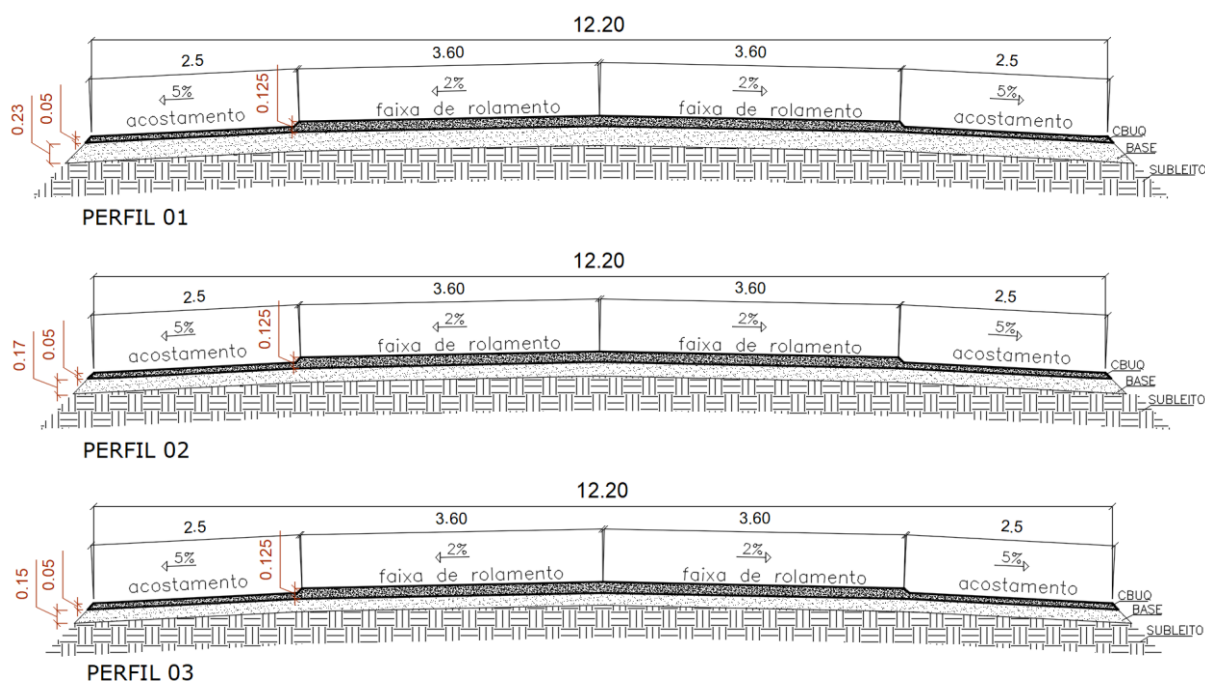 12.20
2.5 3.60 3.60 2.5
0.23 0.05 5% 0.125 2% 2% 5%
acostamento faixa de rolamento faixa de rolamento acostamento
CBUQ
BASE
SUBLEITO
PERFIL 01
12.20
2.5 3.60 3.60 2.5
0.17 0.05 5% 0.125 2% 2% 5%
acostamento faixa de rolamento faixa de rolamento acostamento
CBUQ
BASE
SUBLEITO
PERFIL 02
12.20
2.5 3.60 3.60 2.5
0.15 0.05 5% 0.125 2% 2% 5%
acostamento faixa de rolamento faixa de rolamento acostamento
CBUQ
BASE
SUBLEITO
PERFIL 03